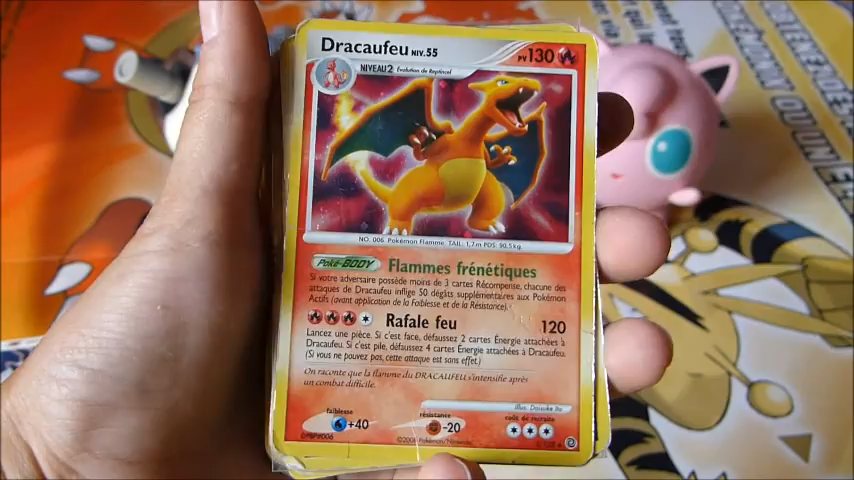 Dracaufeu NIV.55
PV 130
NIVEAU 2 Évolution de Reptincel
NO. 006 Pokémon Flamme. TAIL: 1,7m PDS: 90,5kg
Poké-BODY Flammes frénétiques
Si votre adversaire possède moins de 3 cartes Récompense, chacune des
attaques de Dracaufeu inflige 50 dégâts supplémentaires aux Pokémon
Actifs (avant application de la Faiblesse et de la Résistance).
Rafale feu 120
Lancez une pièce. Si c'est face, défaussez 2 cartes Énergie attachées à
Dracaufeu. Si c'est pile, défaussez 4 cartes Énergie attachées à Dracaufeu.
(Si vous ne pouvez pas, cette attaque est sans effet.)
On raconte que la flamme du DRACAUFEU s'intensifie après
un combat difficile.
Illus. Daisuke Ito
faiblesse résistance coût de retraite
+40 -20
©2008 Pokémon/Nintendo